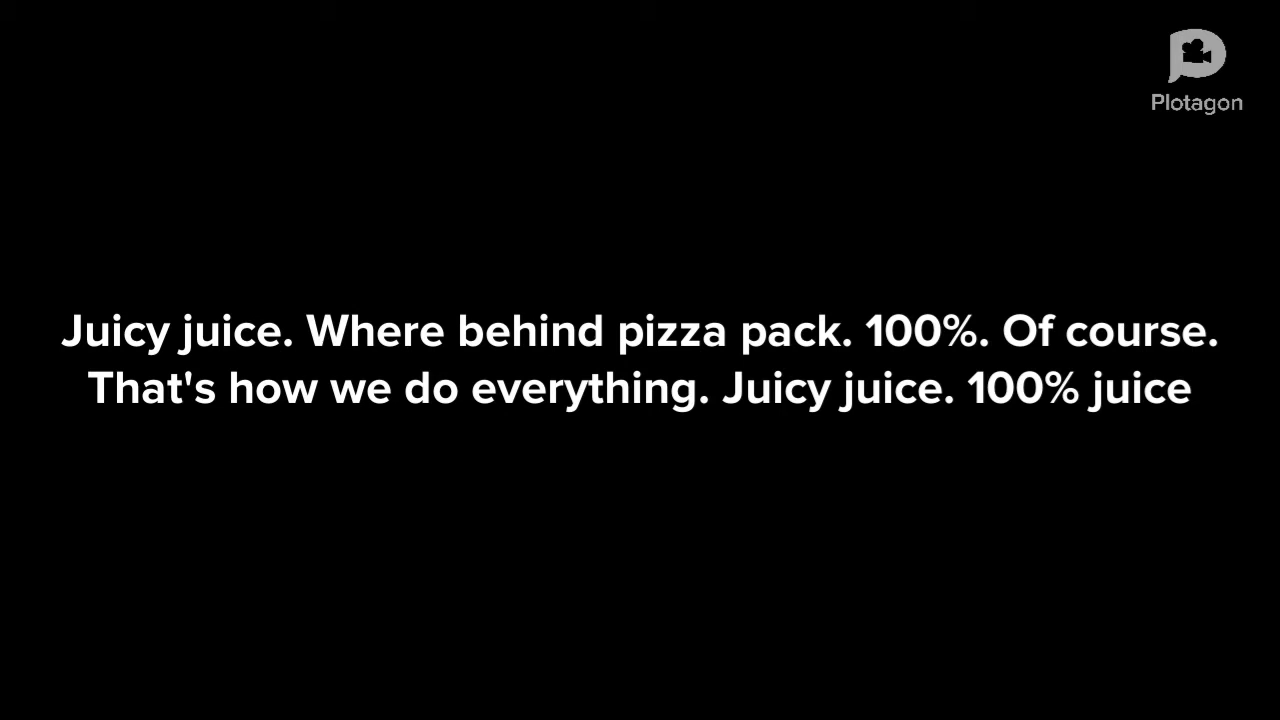 Plotagon
Juicy juice. Where behind pizza pack. 100%. Of course.
That's how we do everything. Juicy juice. 100% juice